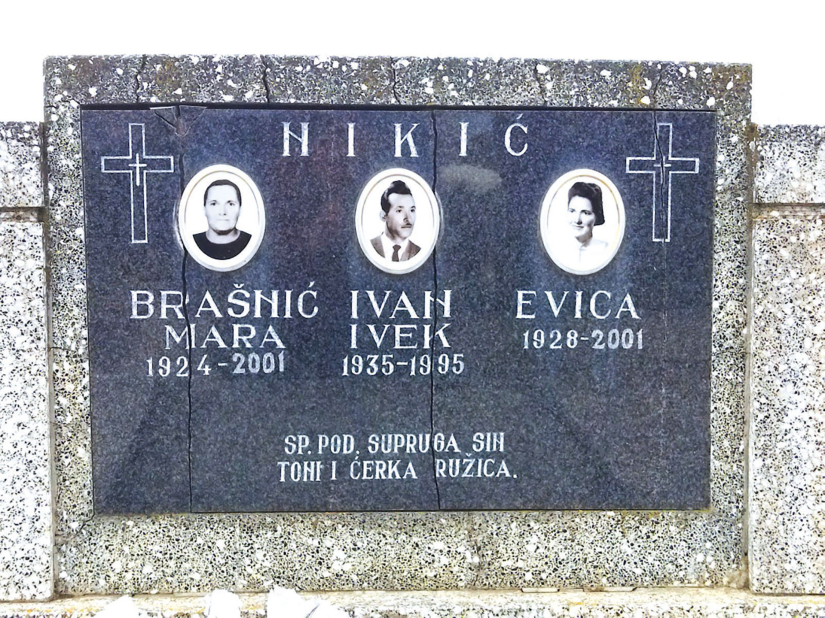 NIKIĆ
BRAŠNIĆ
MARA
1924-2001
IVAN
IVEK
1935-1995
EVICA
1928-2001
SP. POD. SUPRUGA SIN
TONI I ĆERKA RUŽICA.